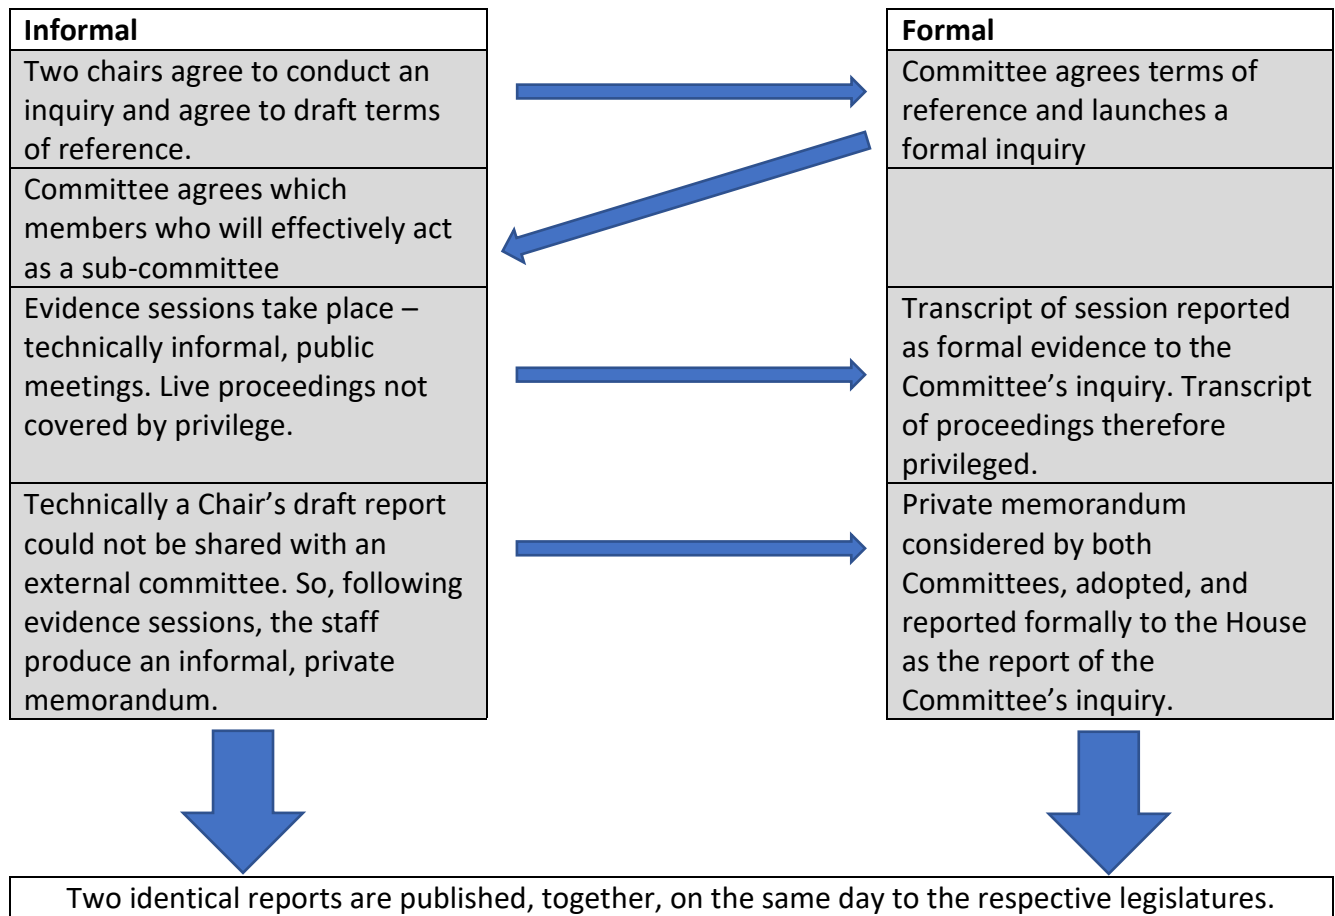 Informal
Two chairs agree to conduct an
inquiry and agree to draft terms
of reference.
Formal
Committee agrees terms of
reference and launches a
formal inquiry
Committee agrees which
members who will effectively act
as a sub-committee
Evidence sessions take place –
technically informal, public
meetings. Live proceedings not
covered by privilege.
Transcript of session reported
as formal evidence to the
Committee’s inquiry. Transcript
of proceedings therefore
privileged.
Technically a Chair’s draft report
could not be shared with an
external committee. So, following
evidence sessions, the staff
produce an informal, private
memorandum.
Private memorandum
considered by both
Committees, adopted, and
reported formally to the House
as the report of the
Committee’s inquiry.
Two identical reports are published, together, on the same day to the respective legislatures.